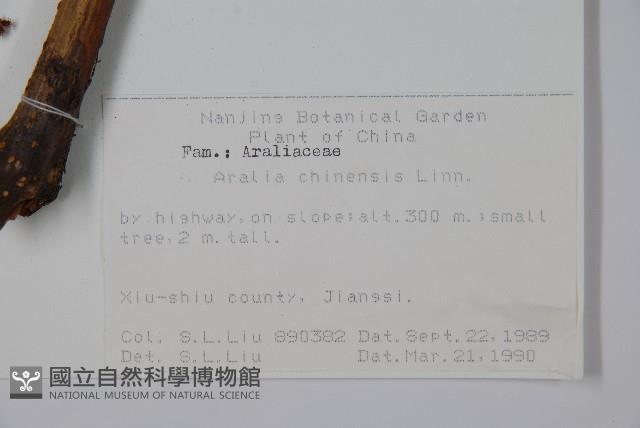 Nanjing Botanical Garden
Plant of China
Fam.: Araliaceae
Aralia chinensis Linn.
by highway, on slope; alt. 300 m.; small
tree, 2 m. tall.
Xiu-shiu county, Jiangsi.
Col. S.L.Liu 890382 Dat. Sept. 22, 1989
Det. S.L.Liu Dat. Mar. 21, 1990
國立自然科學博物館
NATIONAL MUSEUM OF NATURAL SCIENCE